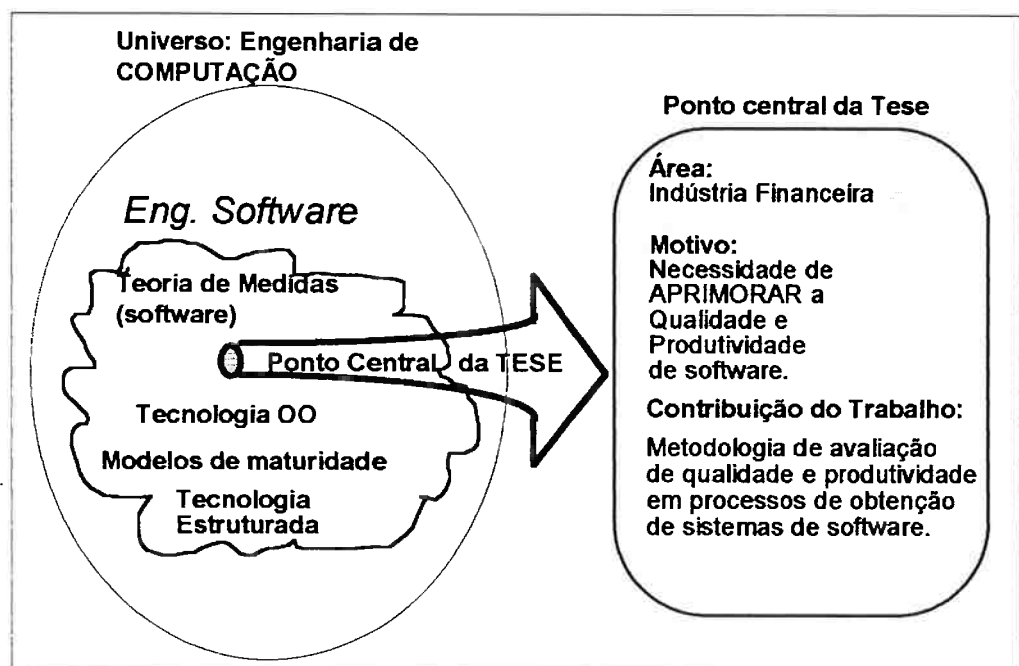 Universo: Engenharia de
COMPUTAÇÃO
Eng. Software
Teoria de Medidas
(software)
Ponto Central da TESE
Tecnologia OO
Modelos de maturidade
Tecnologia
Estruturada
Ponto central da Tese
Área:
Indústria Financeira
Motivo:
Necessidade de
APRIMORAR a
Qualidade e
Produtividade
de software.
Contribuição do Trabalho:
Metodologia de avaliação
de qualidade e produtividade
em processos de obtenção
de sistemas de software.